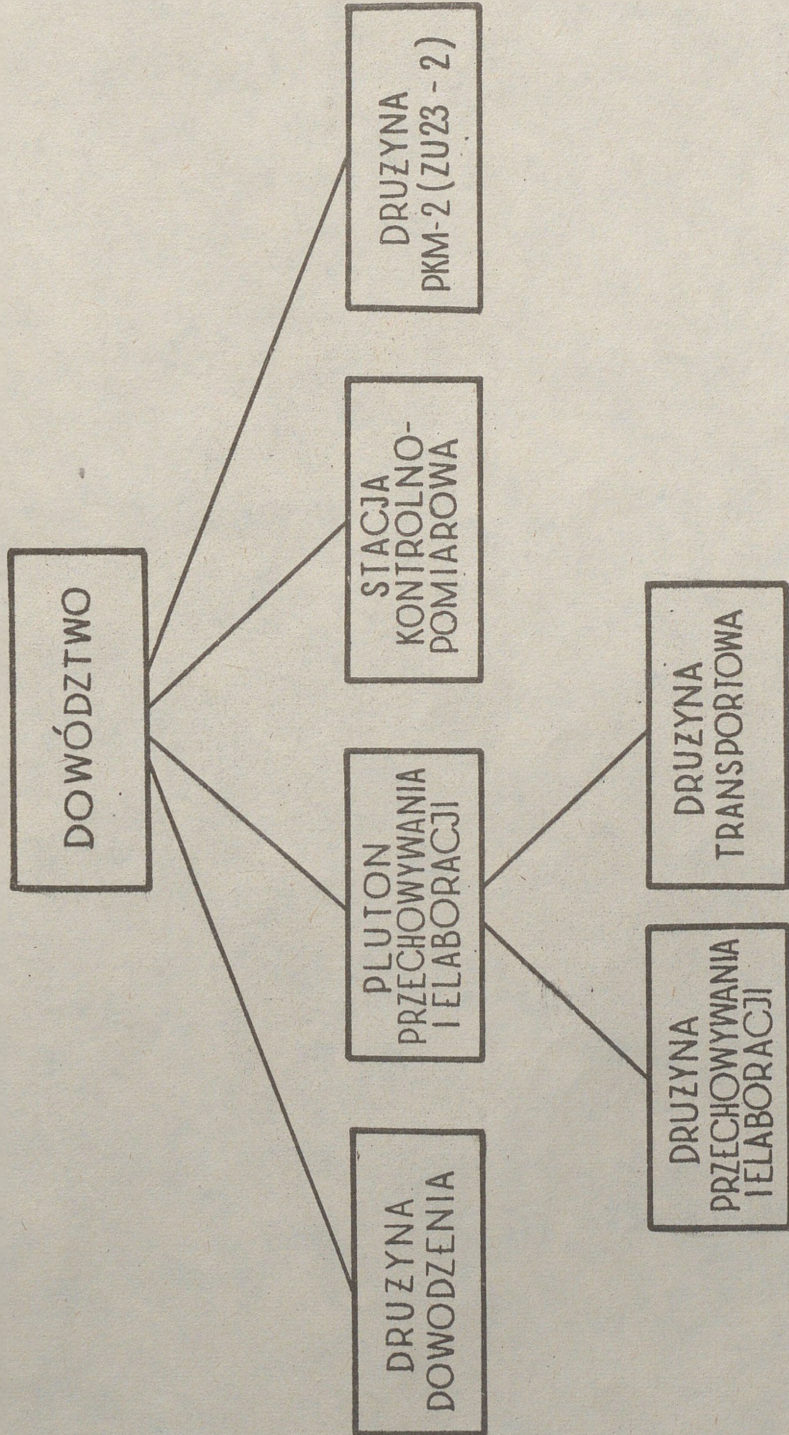 DOWÓDZTWO
DRUŻYNA
DOWODZENIA
PLUTON
PRZECHOWYWANIA
I ELABORACJI
STACJA
KONTROLNO-
POMIAROWA
DRUŻYNA
PKM-2 (ZU23 - 2)
DRUŻYNA
PRZECHOWYWANIA
I ELABORACJI
DRUŻYNA
TRANSPORTOWA